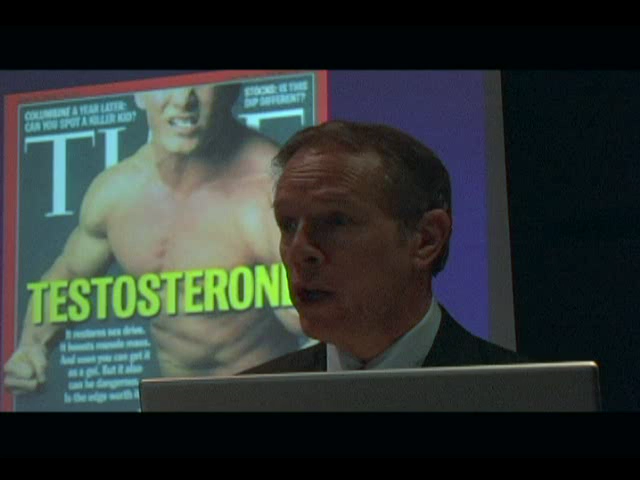 COLUMBINE A YEAR LATER:
CAN YOU SPOT A KILLER KID?
STOCKS: IS THIS
DIP DIFFERENT?
TIME
TESTOSTERONE
It restores sex drive.
It boosts muscle mass.
And soon you can get it
as a gel. But it also
can be dangerous.
Is the edge worth